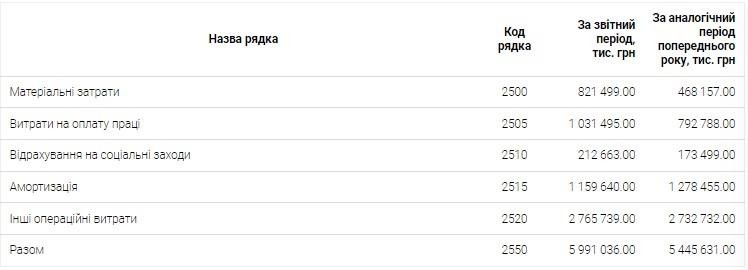 Назва рядка Код рядка За звітний період, тис. грн За аналогічний період попереднього року, тис. грн
Матеріальні затрати 2500 821 499.00 468 157.00
Витрати на оплату праці 2505 1 031 495.00 792 788.00
Відрахування на соціальні заходи 2510 212 663.00 173 499.00
Амортизація 2515 1 159 640.00 1 278 455.00
Інші операційні витрати 2520 2 765 739.00 2 732 732.00
Разом 2550 5 991 036.00 5 445 631.00